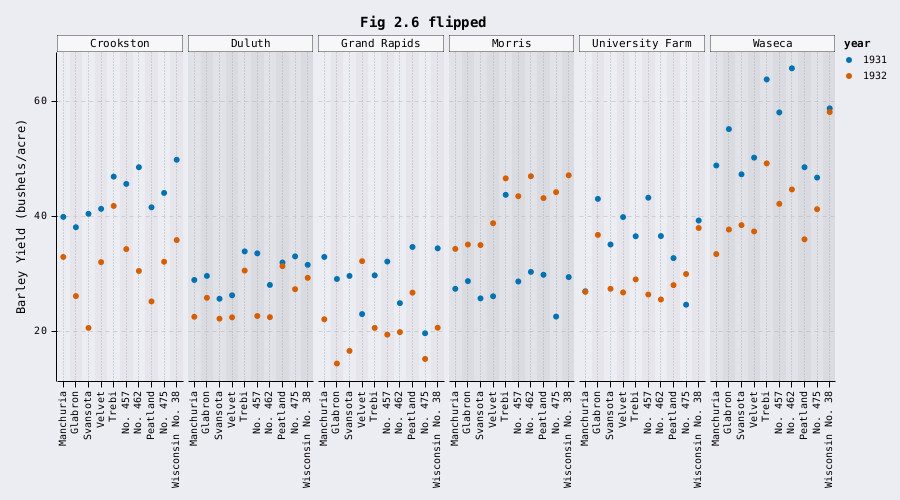 Fig 2.6 flipped
Crookston
Duluth
Grand Rapids
Morris
University Farm
Waseca
year
1931
1932
Barley Yield (bushels/acre)
60
40
20
Manchuria
Glabron
Svansota
Velvet
Trebi
No. 457
No. 462
Peatland
No. 475
Wisconsin No. 38
Manchuria
Glabron
Svansota
Velvet
Trebi
No. 457
No. 462
Peatland
No. 475
Wisconsin No. 38
Manchuria
Glabron
Svansota
Velvet
Trebi
No. 457
No. 462
Peatland
No. 475
Wisconsin No. 38
Manchuria
Glabron
Svansota
Velvet
Trebi
No. 457
No. 462
Peatland
No. 475
Wisconsin No. 38
Manchuria
Glabron
Svansota
Velvet
Trebi
No. 457
No. 462
Peatland
No. 475
Wisconsin No. 38
Manchuria
Glabron
Svansota
Velvet
Trebi
No. 457
No. 462
Peatland
No. 475
Wisconsin No. 38